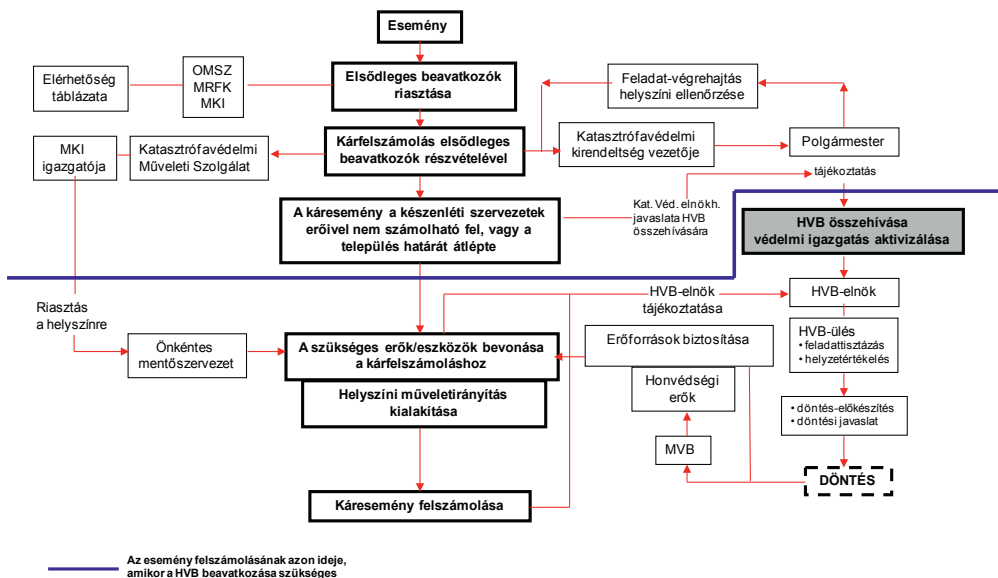 Esemény
Elérhetőség
táblázata
OMSZ
MRFK
MKI
Elsődleges beavatkozók
riasztása
Feladat-végrehajtás
helyszíni ellenőrzése
MKI
igazgatója
Katasztrófavédelmi
Műveleti Szolgálat
Kárfelszámolás elsődleges
beavatkozók részvételével
Katasztrófavédelmi
kirendeltség vezetője
Polgármester
tájékoztatás
A káresemény a készenléti szervezetek
erőivel nem számolható fel, vagy a
település határát átlépte
Kat. Véd. elnökh.
javaslata HVB
összehívására
HVB összehívása
védelmi igazgatás aktivizálása
Riasztás
a helyszínre
HVB-elnök
tájékoztatása
HVB-elnök
Önkéntes
mentőszervezet
A szükséges erők/eszközök bevonása
a kárfelszámoláshoz
Erőforrások biztosítása
HVB-ülés
• feladattisztázás
• helyzetértékelés
Helyszíni műveletirányítás
kialakítása
Honvédségi
erők
• döntés-előkészítés
• döntési javaslat
MVB
DÖNTÉS
Káresemény felszámolása
Az esemény felszámolásának azon ideje,
amikor a HVB beavatkozása szükséges